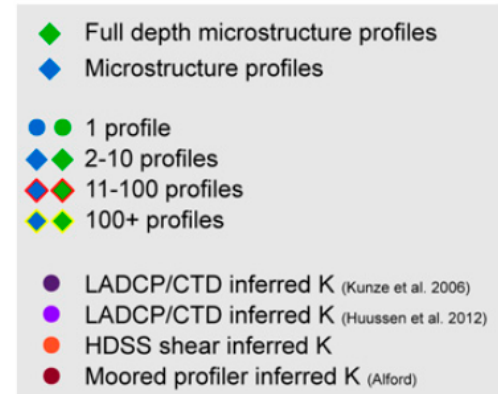 Full depth microstructure profiles
Microstructure profiles
1 profile
2-10 profiles
11-100 profiles
100+ profiles
LADCP/CTD inferred K (Kunze et al. 2006)
LADCP/CTD inferred K (Huussen et al. 2012)
HDSS shear inferred K
Moored profiler inferred K (Alford)